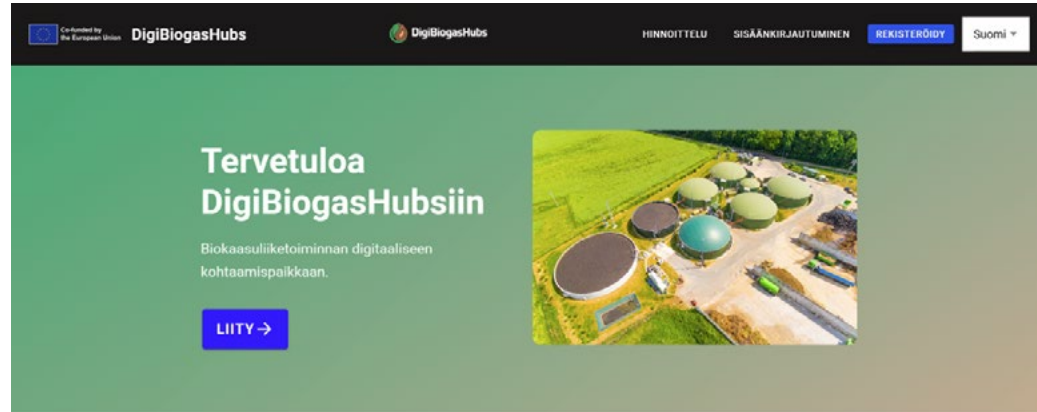 Co-funded by
the European Union
DigiBiogasHubs
DigiBiogasHubs
HINNOITTELU
SISÄÄNKIRJAUTUMINEN
REKISTERÖIDY
Suomi
Tervetuloa
DigiBiogasHubsiin
Biokaasuliiketoiminnan digitaaliseen
kohtaamispaikkaan.
LIITY →